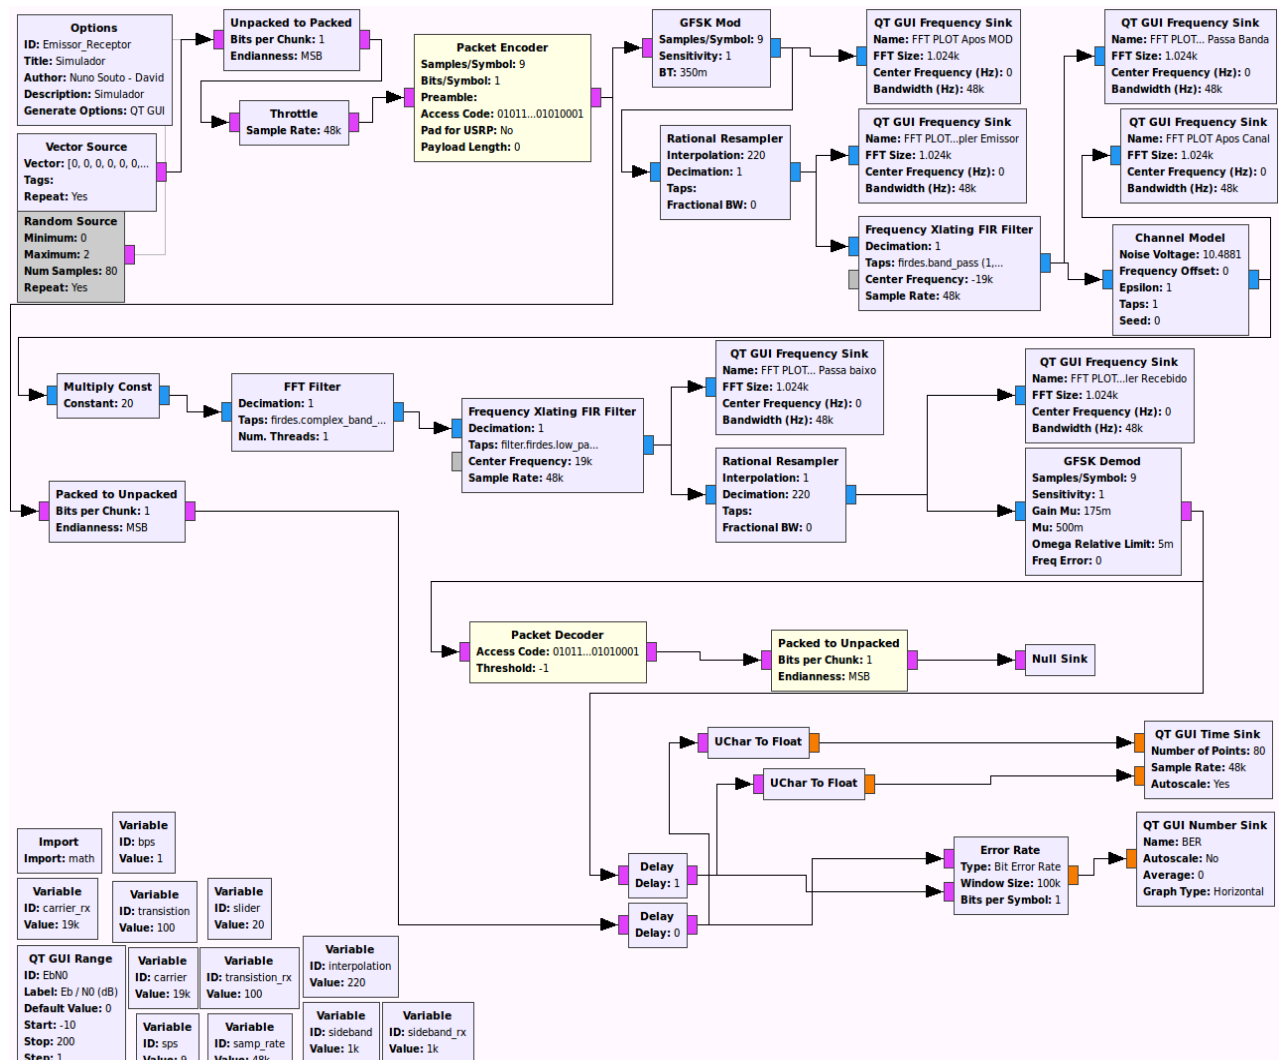 Options
ID: Emissor_Receptor
Title: Simulador
Author: Nuno Souto - David
Description: Simulador
Generate Options: QT GUI
Unpacked to Packed
Bits per Chunk: 1
Endianness: MSB
Throttle
Sample Rate: 48k
Vector Source
Vector: [0, 0, 0, 0, 0, 0,...
Tags:
Repeat: Yes
Random Source
Minimum: 0
Maximum: 2
Num Samples: 80
Repeat: Yes
Packet Encoder
Samples/Symbol: 9
Bits/Symbol: 1
Preamble:
Access Code: 01011...01010001
Pad for USRP: No
Payload Length: 0
GFSK Mod
Samples/Symbol: 9
Sensitivity: 1
BT: 350m
QT GUI Frequency Sink
Name: FFT PLOT Apos MOD
FFT Size: 1.024k
Center Frequency (Hz): 0
Bandwidth (Hz): 48k
QT GUI Frequency Sink
Name: FFT PLOT... Passa Banda
FFT Size: 1.024k
Center Frequency (Hz): 0
Bandwidth (Hz): 48k
Rational Resampler
Interpolation: 220
Decimation: 1
Taps:
Fractional BW: 0
QT GUI Frequency Sink
Name: FFT PLOT...pler Emissor
FFT Size: 1.024k
Center Frequency (Hz): 0
Bandwidth (Hz): 48k
QT GUI Frequency Sink
Name: FFT PLOT Apos Canal
FFT Size: 1.024k
Center Frequency (Hz): 0
Bandwidth (Hz): 48k
Frequency Xlating FIR Filter
Decimation: 1
Taps: firdes.band_pass (1,...
Center Frequency: -19k
Sample Rate: 48k
Channel Model
Noise Voltage: 10.4881
Frequency Offset: 0
Epsilon: 1
Taps: 1
Seed: 0
Multiply Const
Constant: 20
FFT Filter
Decimation: 1
Taps: firdes.complex_band_...
Num. Threads: 1
Frequency Xlating FIR Filter
Decimation: 1
Taps: filter.firdes.low_pa...
Center Frequency: 19k
Sample Rate: 48k
QT GUI Frequency Sink
Name: FFT PLOT... Passa baixo
FFT Size: 1.024k
Center Frequency (Hz): 0
Bandwidth (Hz): 48k
QT GUI Frequency Sink
Name: FFT PLOT...ler Recebido
FFT Size: 1.024k
Center Frequency (Hz): 0
Bandwidth (Hz): 48k
Rational Resampler
Interpolation: 1
Decimation: 220
Taps:
Fractional BW: 0
GFSK Demod
Samples/Symbol: 9
Sensitivity: 1
Gain Mu: 175m
Mu: 500m
Omega Relative Limit: 5m
Freq Error: 0
Packed to Unpacked
Bits per Chunk: 1
Endianness: MSB
Packet Decoder
Access Code: 01011...01010001
Threshold: -1
Packed to Unpacked
Bits per Chunk: 1
Endianness: MSB
Null Sink
UChar To Float
UChar To Float
QT GUI Time Sink
Number of Points: 80
Sample Rate: 48k
Autoscale: Yes
Delay
Delay: 1
Delay
Delay: 0
Error Rate
Type: Bit Error Rate
Window Size: 100k
Bits per Symbol: 1
QT GUI Number Sink
Name: BER
Autoscale: No
Average: 0
Graph Type: Horizontal
Import
Import: math
Variable
ID: bps
Value: 1
Variable
ID: carrier_rx
Value: 19k
Variable
ID: transistion
Value: 100
Variable
ID: slider
Value: 20
QT GUI Range
ID: EbN0
Label: Eb / N0 (dB)
Default Value: 0
Start: -10
Stop: 200
Step: 1
Variable
ID: carrier
Value: 19k
Variable
ID: transistion_rx
Value: 100
Variable
ID: interpolation
Value: 220
Variable
ID: sps
Value: 9
Variable
ID: samp_rate
Value: 48k
Variable
ID: sideband
Value: 1k
Variable
ID: sideband_rx
Value: 1k